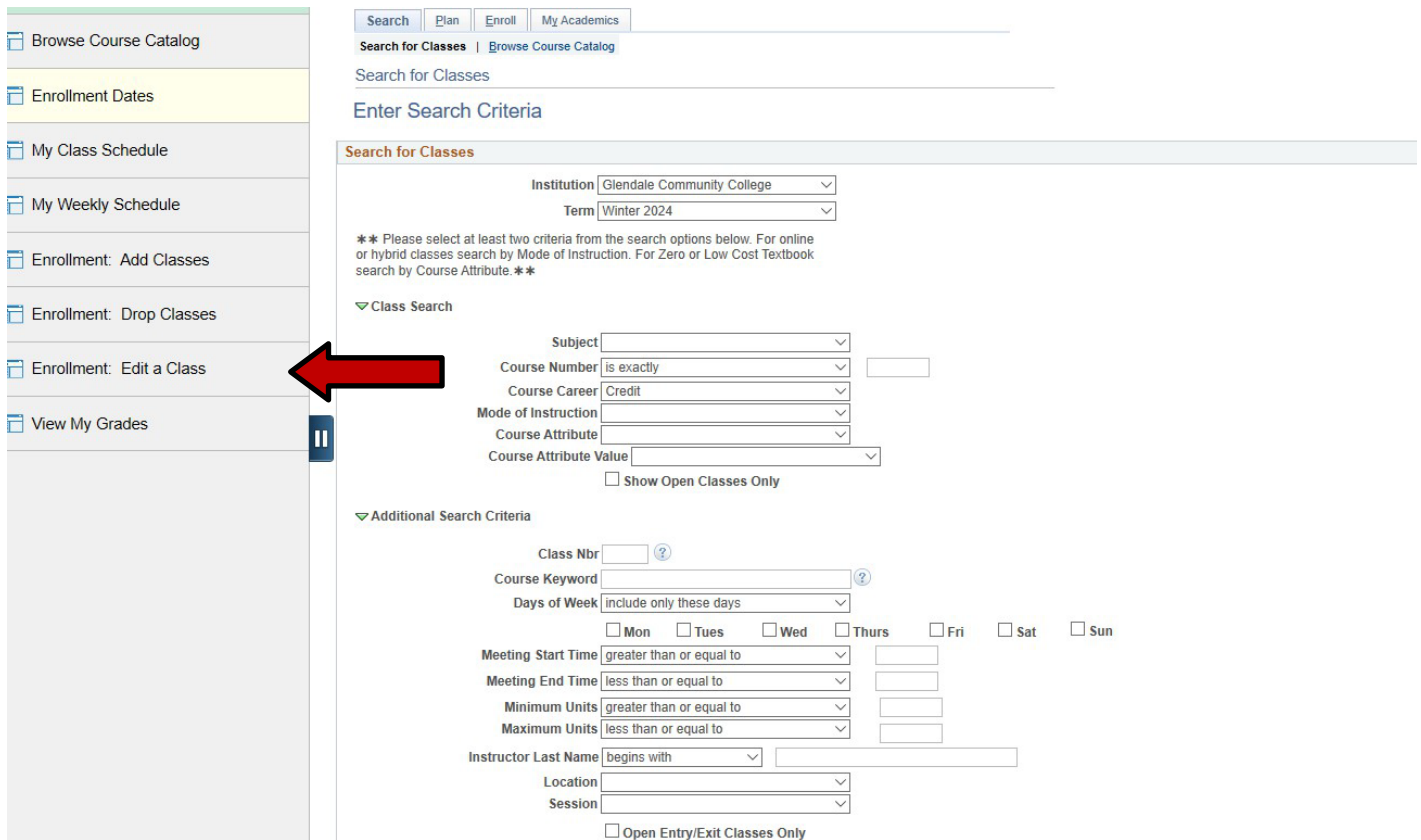 Browse Course Catalog
Enrollment Dates
My Class Schedule
My Weekly Schedule
Enrollment: Add Classes
Enrollment: Drop Classes
Enrollment: Edit a Class
View My Grades
Search Plan Enroll My Academics
Search for Classes | Browse Course Catalog
Search for Classes
Enter Search Criteria
Search for Classes
Institution Glendale Community College
Term Winter 2024
** Please select at least two criteria from the search options below. For online
or hybrid classes search by Mode of Instruction. For Zero or Low Cost Textbook
search by Course Attribute.**
Class Search
Subject
Course Number is exactly
Course Career Credit
Mode of Instruction
Course Attribute
Course Attribute Value
Show Open Classes Only
Additional Search Criteria
Class Nbr ?
Course Keyword ?
Days of Week include only these days
Mon Tues Wed Thurs Fri Sat Sun
Meeting Start Time greater than or equal to
Meeting End Time less than or equal to
Minimum Units greater than or equal to
Maximum Units less than or equal to
Instructor Last Name begins with
Location
Session
Open Entry/Exit Classes Only